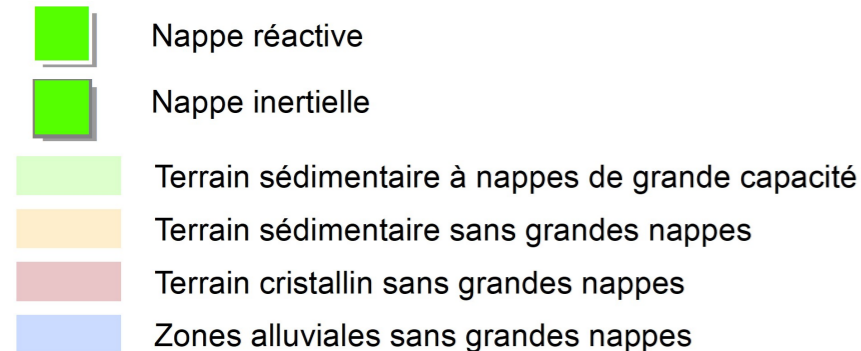 Nappe réactive
Nappe inertielle
Terrain sédimentaire à nappes de grande capacité
Terrain sédimentaire sans grandes nappes
Terrain cristallin sans grandes nappes
Zones alluviales sans grandes nappes